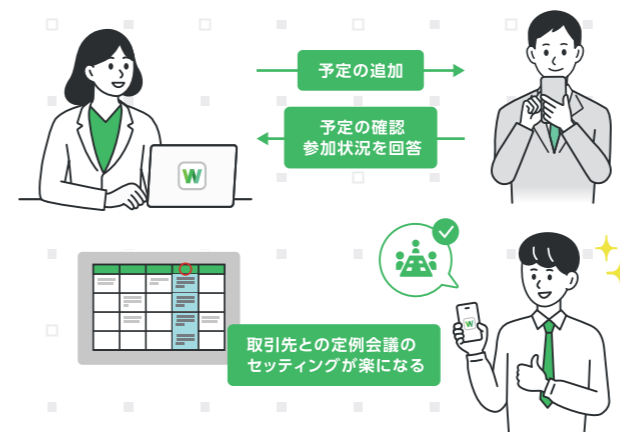 予定の追加
予定の確認
参加状況を回答
W
取引先との定例会議の
セッティングが楽になる
W